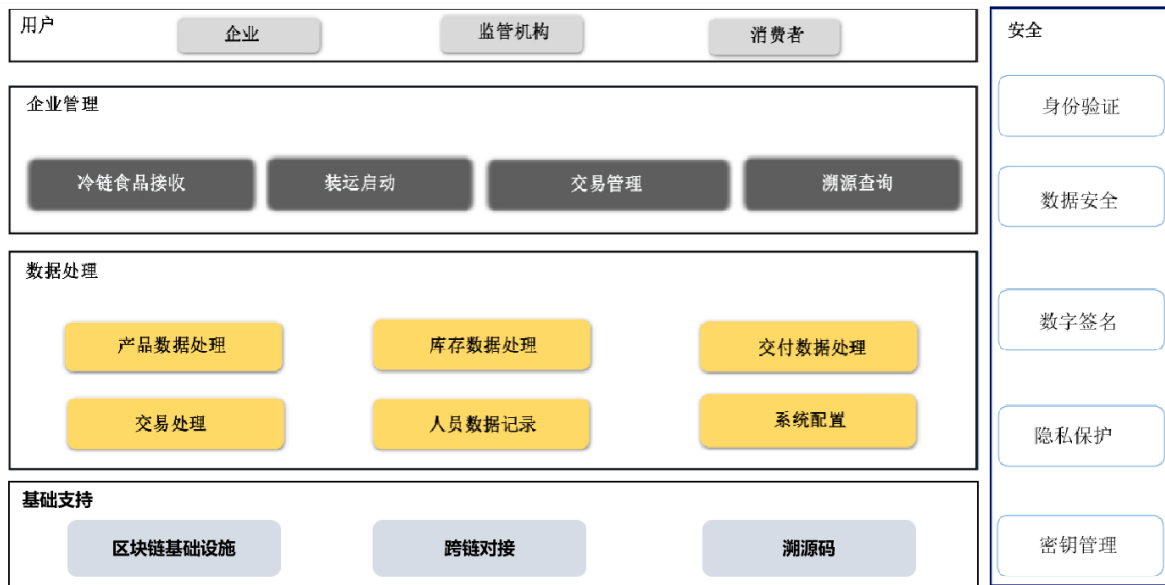 用户
企业
监管机构
消费者
企业管理
冷链食品接收
装运启动
交易管理
溯源查询
数据处理
产品数据处理
库存数据处理
交付数据处理
交易处理
人员数据记录
系统配置
基础支持
区块链基础设施
跨链对接
溯源码
安全
身份验证
数据安全
数字签名
隐私保护
密钥管理